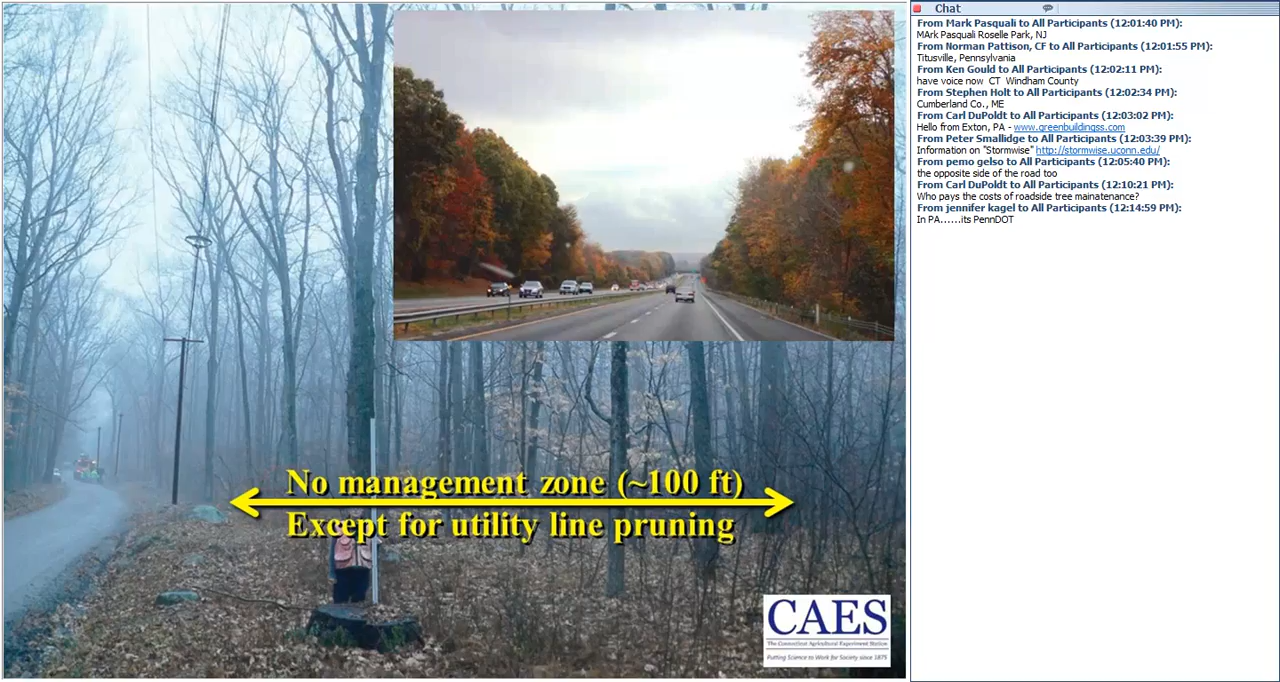 No management zone (~100 ft)
Except for utility line pruning
CAES
The Connecticut Agricultural Experiment Station
Putting Science to Work for Society since 1875
Chat
From Mark Pasquali to All Participants (12:01:40 PM):
MArk Pasquali Roselle Park, NJ
From Norman Pattison, CF to All Participants (12:01:55 PM):
Titusville, Pennsylvania
From Ken Gould to All Participants (12:02:11 PM):
have voice now  CT  Windham County
From Stephen Holt to All Participants (12:02:34 PM):
Cumberland Co., ME
From Carl DuPoldt to All Participants (12:03:02 PM):
Hello from Exton, PA - www.greenbuildingss.com
From Peter Smallidge to All Participants (12:03:39 PM):
Information on "Stormwise" http://stormwise.uconn.edu/
From pemo gelso to All Participants (12:05:40 PM):
the opposite side of the road too
From Carl DuPoldt to All Participants (12:10:21 PM):
Who pays the costs of roadside tree mainatenance?
From jennifer kagel to All Participants (12:14:59 PM):
In PA......its PennDOT